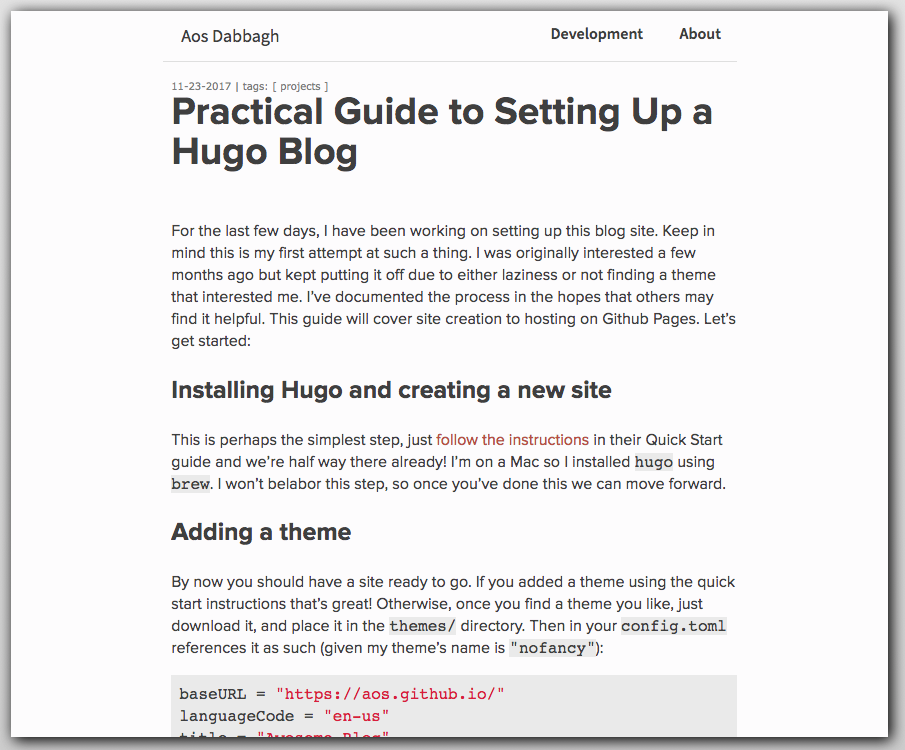 Aos Dabbagh
Development
About
11-23-2017 | tags: [ projects ]
Practical Guide to Setting Up a
Hugo Blog
For the last few days, I have been working on setting up this blog site. Keep in
mind this is my first attempt at such a thing. I was originally interested a few
months ago but kept putting it off due to either laziness or not finding a theme
that interested me. I’ve documented the process in the hopes that others may
find it helpful. This guide will cover site creation to hosting on Github Pages. Let’s
get started:
Installing Hugo and creating a new site
This is perhaps the simplest step, just follow the instructions in their Quick Start
guide and we’re half way there already! I’m on a Mac so I installed hugo using
brew. I won’t belabor this step, so once you’ve done this we can move forward.
Adding a theme
By now you should have a site ready to go. If you added a theme using the quick
start instructions that’s great! Otherwise, once you find a theme you like, just
download it, and place it in the themes/ directory. Then in your config.toml
references it as such (given my theme’s name is "nofancy"):
baseURL = "https://aos.github.io/"
languageCode = "en-us"
title = "Awesome Blog"